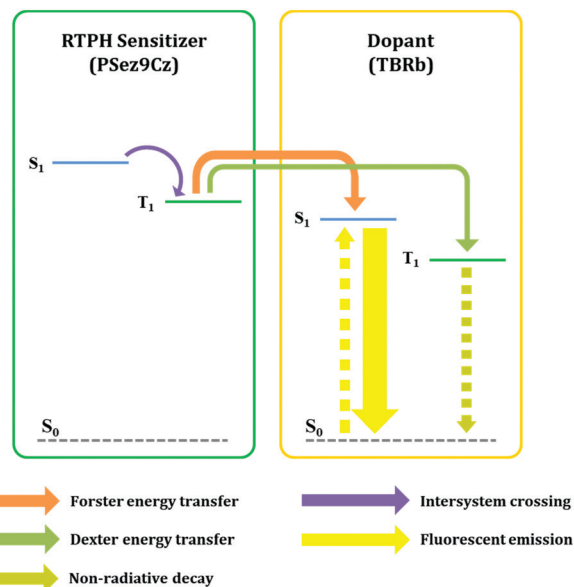 RTPH Sensitizer
(PSez9Cz)
Dopant
(TBRb)
S₁
T₁
S₁
T₁
S₀
S₀
Forster energy transfer
Intersystem crossing
Dexter energy transfer
Fluorescent emission
Non-radiative decay